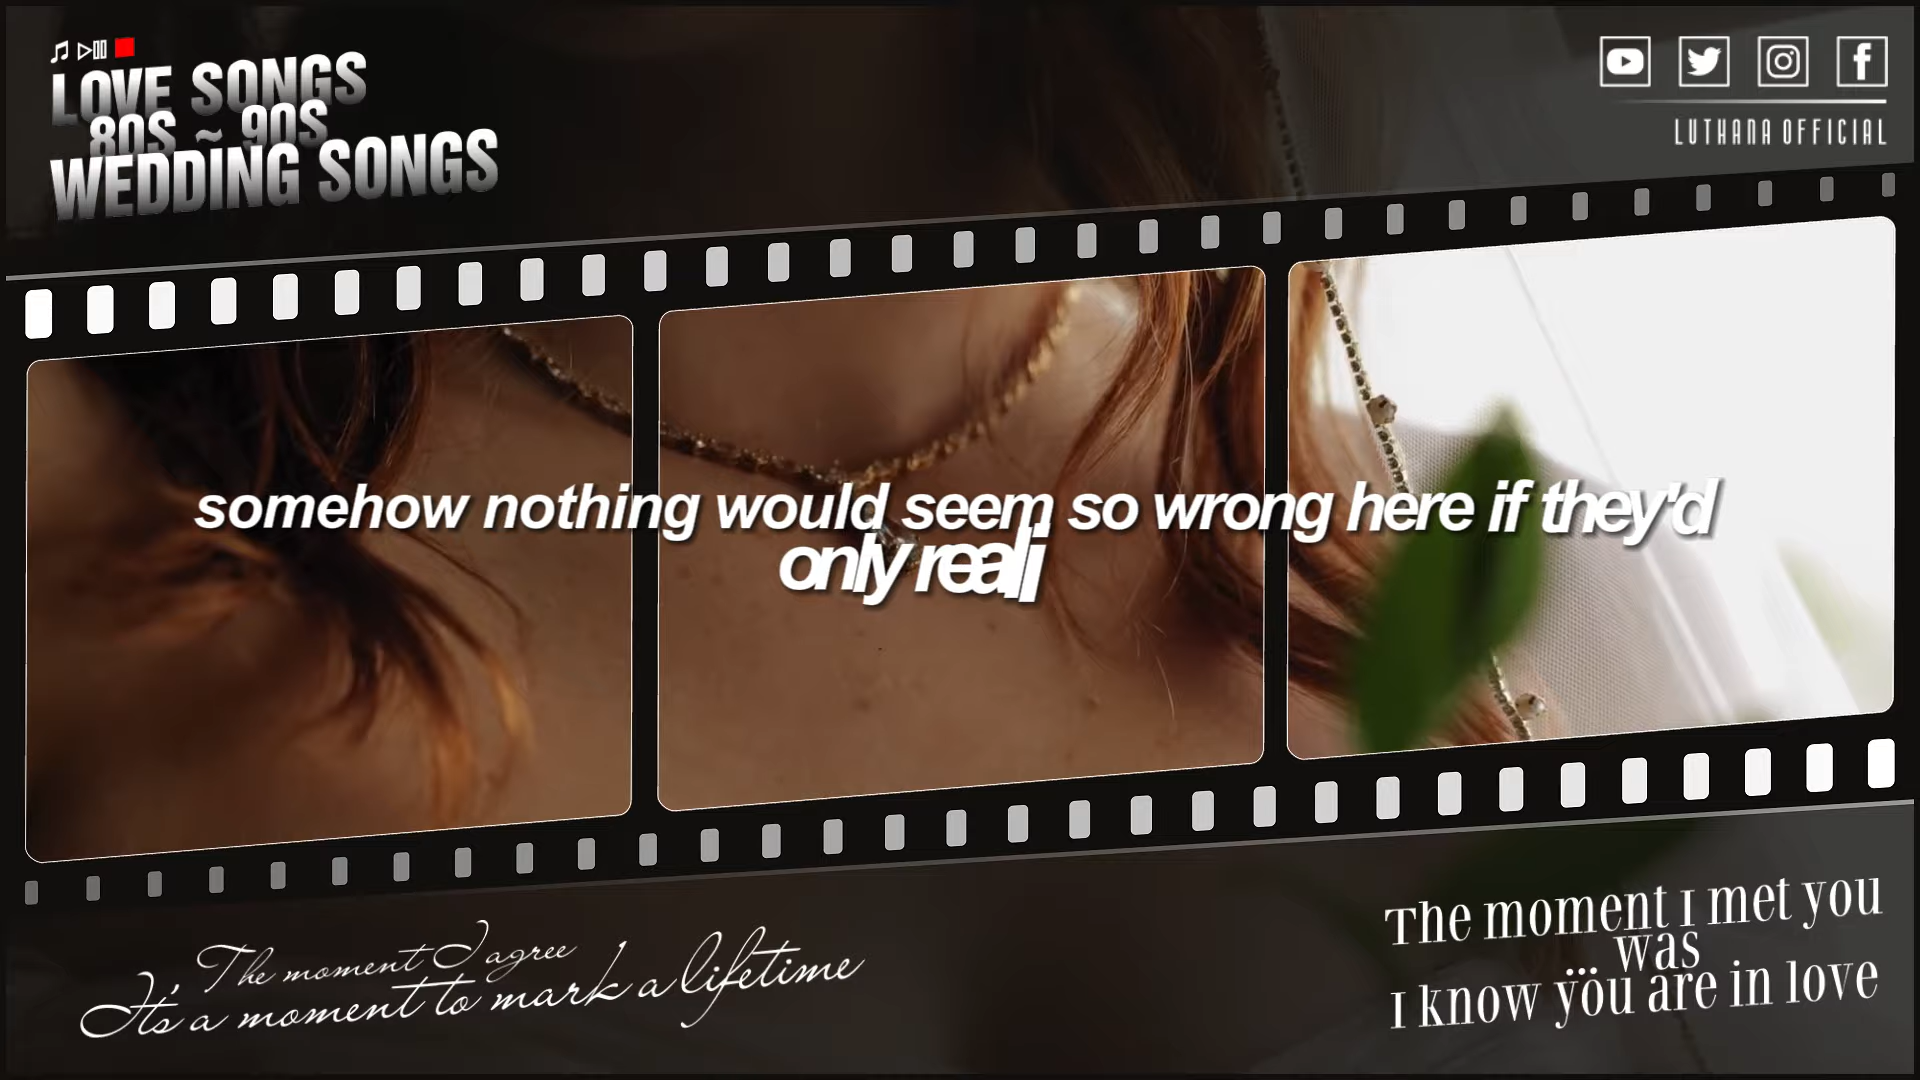 LOVE SONGS
80S ~ 90S
WEDDING SONGS
LUTHANA OFFICIAL
somehow nothing would seem so wrong here if they'd
only reall
The moment I agree
It's a moment to mark a lifetime
The moment I met you
was
I know you are in love